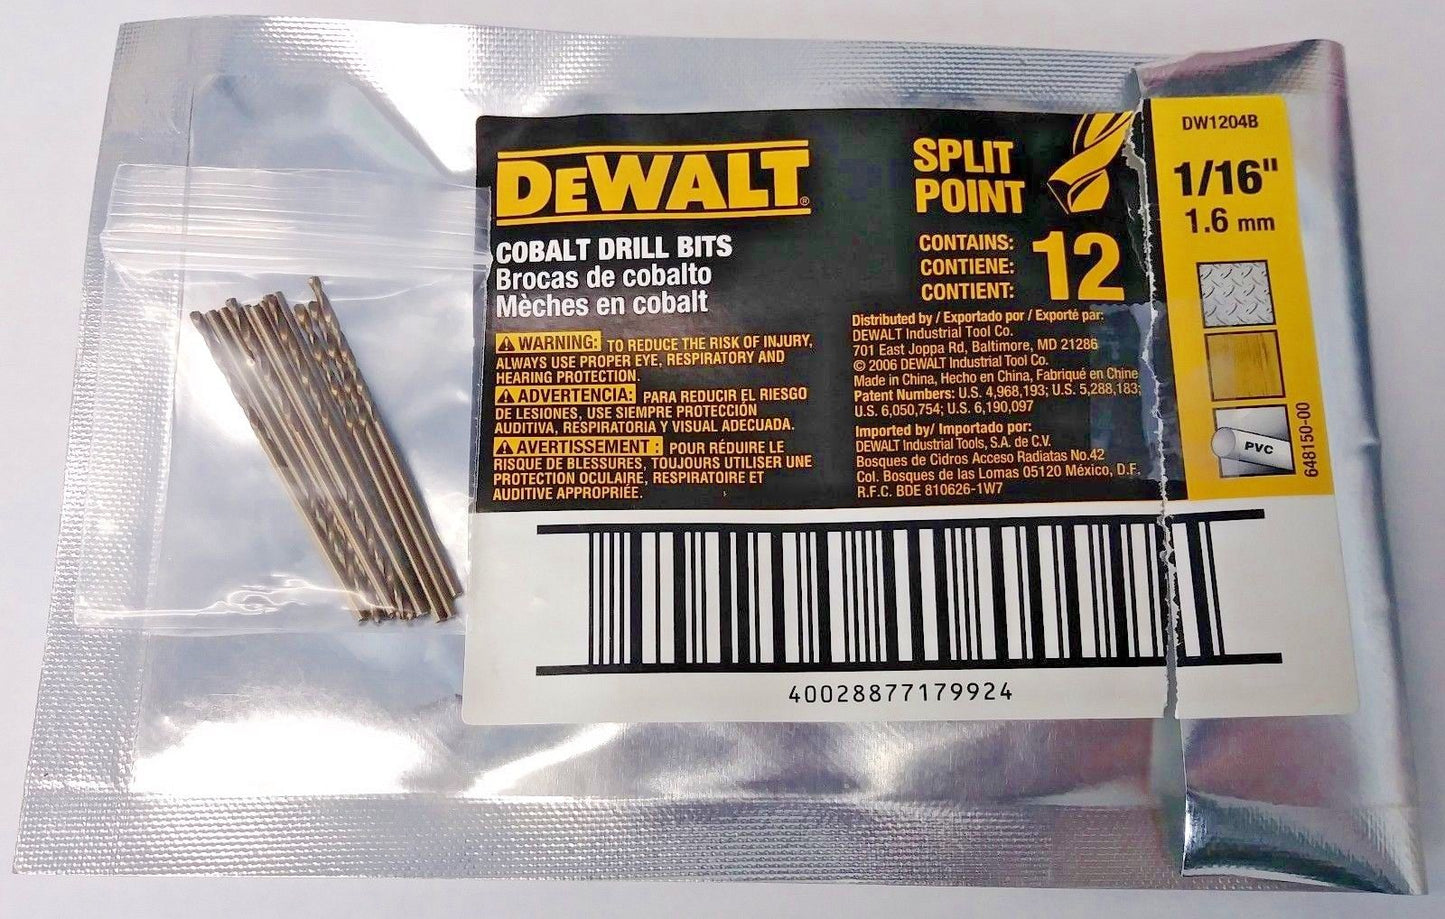 DEWALT®
COBALT DRILL BITS
Brocas de cobalto
Mèches en cobalt
WARNING: TO REDUCE THE RISK OF INJURY,
ALWAYS USE PROPER EYE, RESPIRATORY AND
HEARING PROTECTION.
ADVERTENCIA: PARA REDUCIR EL RIESGO
DE LESIONES, USE SIEMPRE PROTECCIÓN
AUDITIVA, RESPIRATORIA Y VISUAL ADECUADA.
AVERTISSEMENT : POUR RÉDUIRE LE
RISQUE DE BLESSURES, TOUJOURS UTILISER UNE
PROTECTION OCULAIRE, RESPIRATOIRE ET
AUDITIVE APPROPRIÉE.
SPLIT
POINT
CONTAINS:
CONTIENE:
CONTIENT:
12
Distributed by / Exportado por / Exporté par:
DEWALT Industrial Tool Co.
701 East Joppa Rd, Baltimore, MD 21286
© 2006 DEWALT Industrial Tool Co.
Made in China, Hecho en China, Fabriqué en Chine
Patent Numbers: U.S. 4,968,193; U.S. 5,288,183;
U.S. 6,050,754; U.S. 6,190,097
Imported by/ Importado por:
DEWALT Industrial Tools, S.A. de C.V.
Bosques de Cidros Acceso Radiatas No.42
Col. Bosques de las Lomas 05120 México, D.F.
R.F.C. BDE 810626-1W7
DW1204B
1/16"
1.6 mm
PVC
648150-00
40028877179924